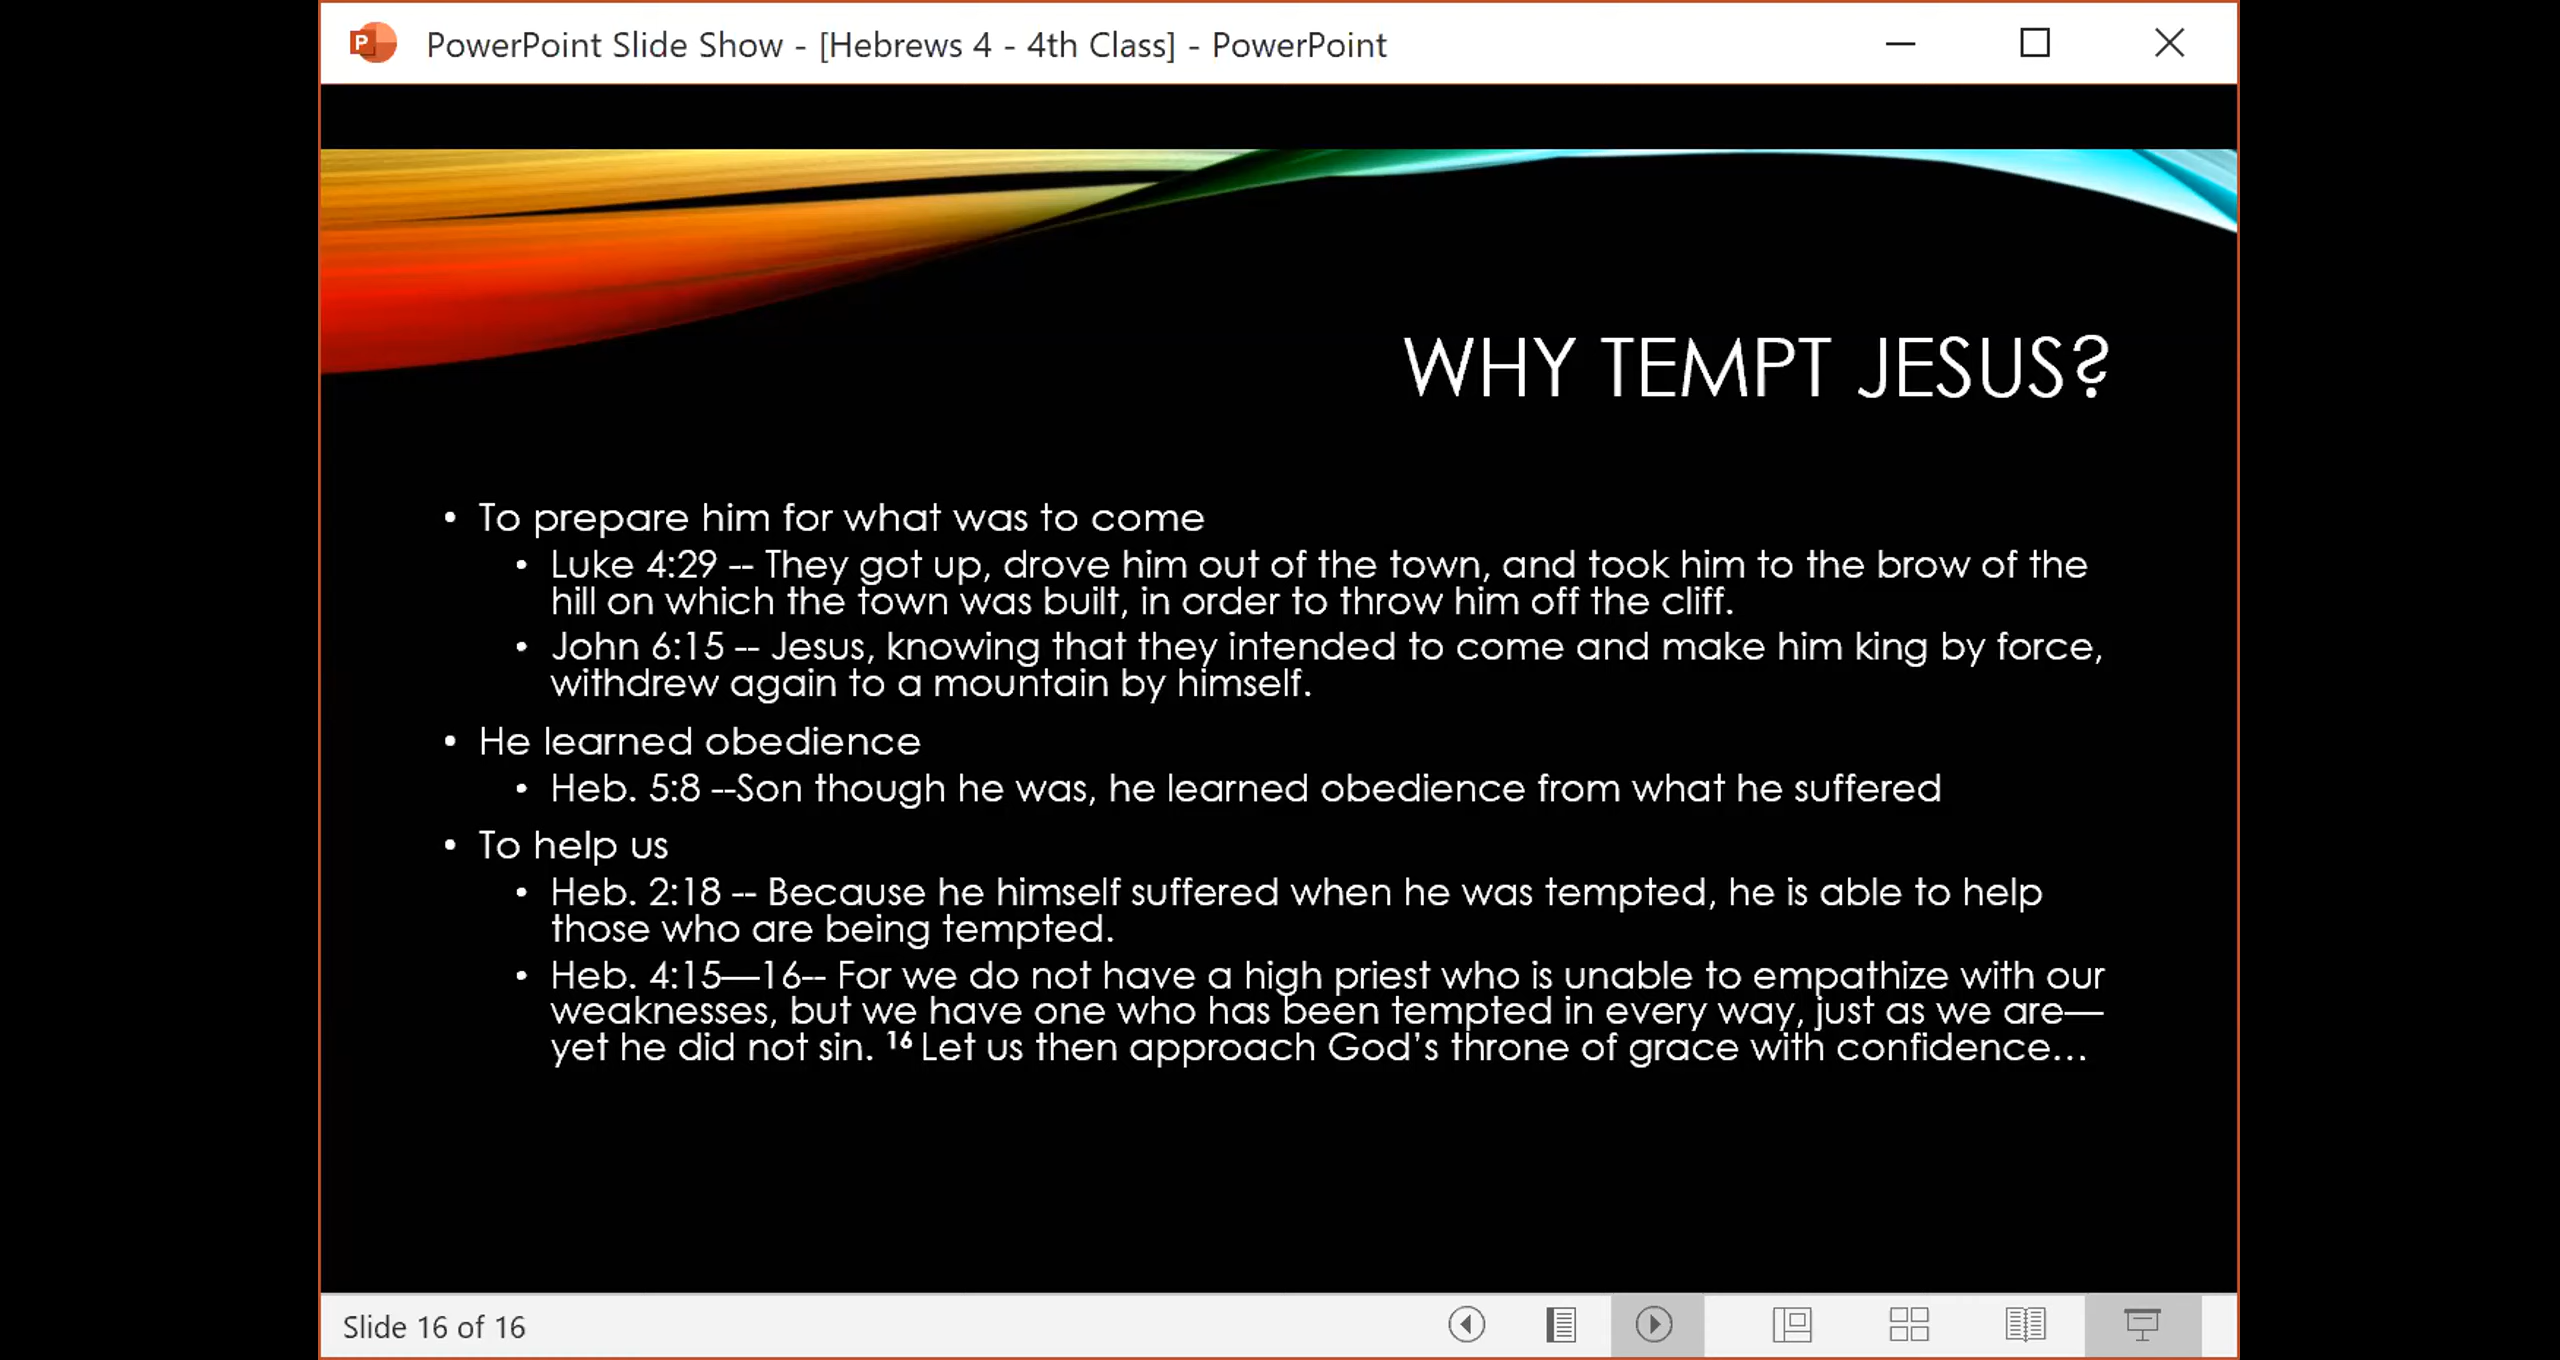 P PowerPoint Slide Show - [Hebrews 4 - 4th Class] - PowerPoint
WHY TEMPT JESUS?
• To prepare him for what was to come
• Luke 4:29 -- They got up, drove him out of the town, and took him to the brow of the
hill on which the town was built, in order to throw him off the cliff.
• John 6:15 -- Jesus, knowing that they intended to come and make him king by force,
withdrew again to a mountain by himself.
• He learned obedience
• Heb. 5:8 --Son though he was, he learned obedience from what he suffered
• To help us
• Heb. 2:18 -- Because he himself suffered when he was tempted, he is able to help
those who are being tempted.
• Heb. 4:15—16-- For we do not have a high priest who is unable to empathize with our
weaknesses, but we have one who has been tempted in every way, just as we are—
yet he did not sin. ¹⁶ Let us then approach God’s throne of grace with confidence…
Slide 16 of 16